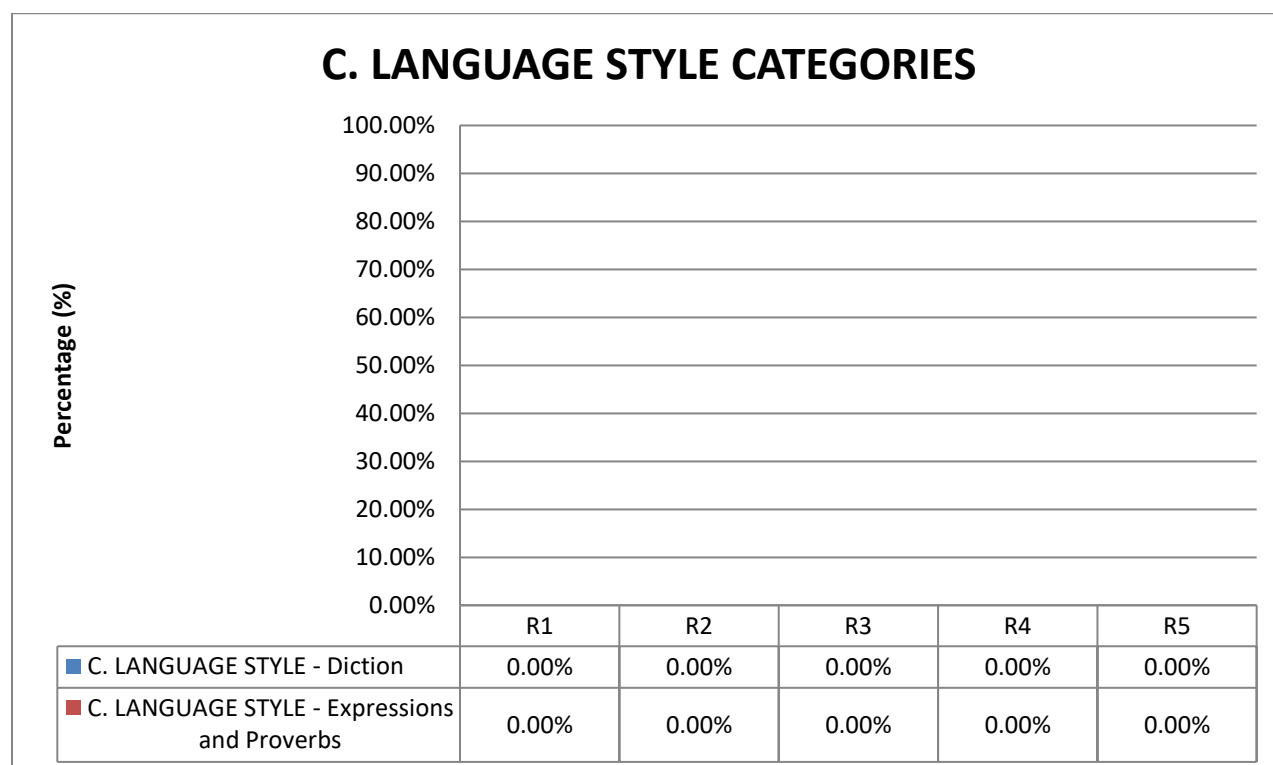 C. LANGUAGE STYLE CATEGORIES
100.00%
90.00%
80.00%
70.00%
60.00%
50.00%
40.00%
30.00%
20.00%
10.00%
0.00%
Percentage (%)
R1 R2 R3 R4 R5
C. LANGUAGE STYLE - Diction 0.00% 0.00% 0.00% 0.00% 0.00%
C. LANGUAGE STYLE - Expressions
and Proverbs 0.00% 0.00% 0.00% 0.00% 0.00%